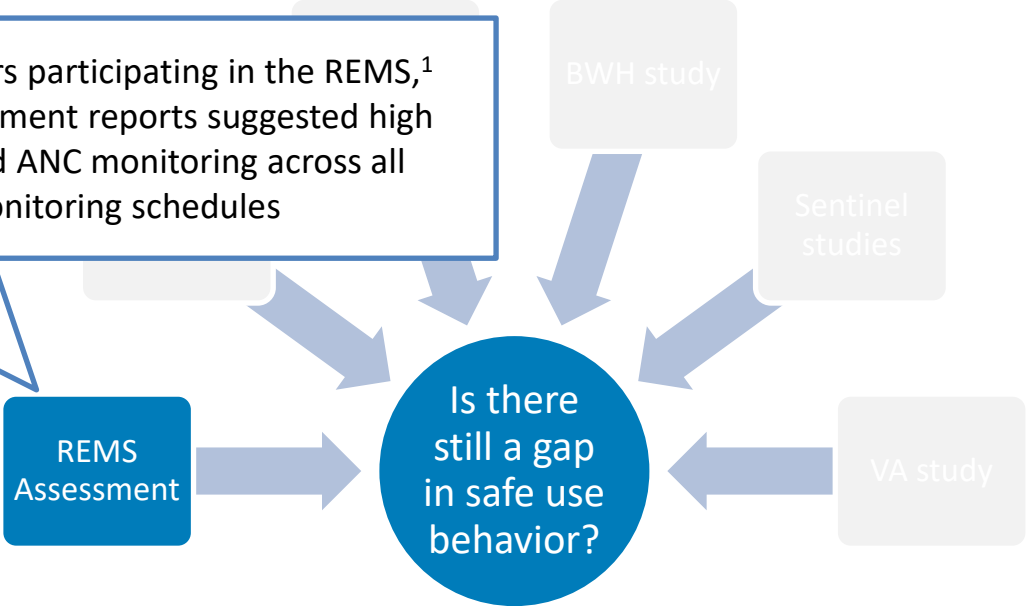 rs participating in the REMS,1
ment reports suggested high
d ANC monitoring across all
onitoring schedules
BWH study
Sentinel
studies
REMS
Assessment
Is there
still a gap
in safe use
behavior?
VA study